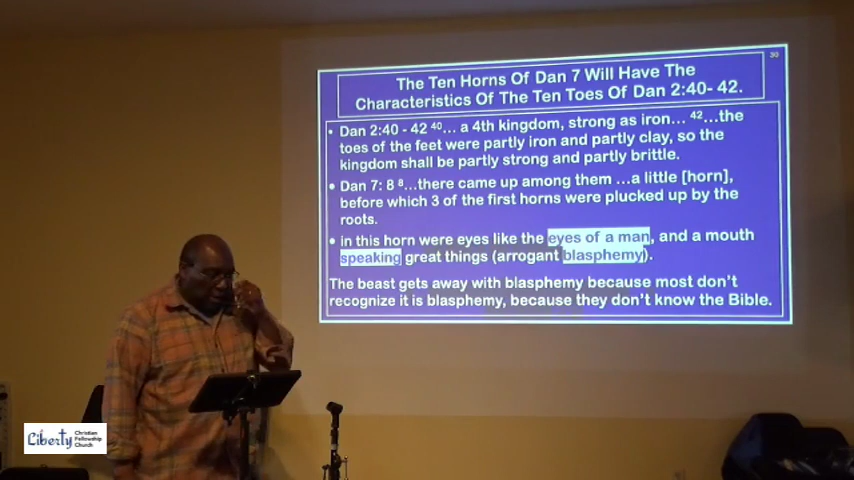 30
The Ten Horns Of Dan 7 Will Have The
Characteristics Of The Ten Toes Of Dan 2:40- 42.
• Dan 2:40 - 42 ⁴⁰... a 4th kingdom, strong as iron... ⁴²...the
toes of the feet were partly iron and partly clay, so the
kingdom shall be partly strong and partly brittle.
• Dan 7: 8 ⁸...there came up among them ...a little [horn],
before which 3 of the first horns were plucked up by the
roots.
• in this horn were eyes like the eyes of a man, and a mouth
speaking great things (arrogant blasphemy).
The beast gets away with blasphemy because most don't
recognize it is blasphemy, because they don't know the Bible.
Liberty Christian
Fellowship
Church